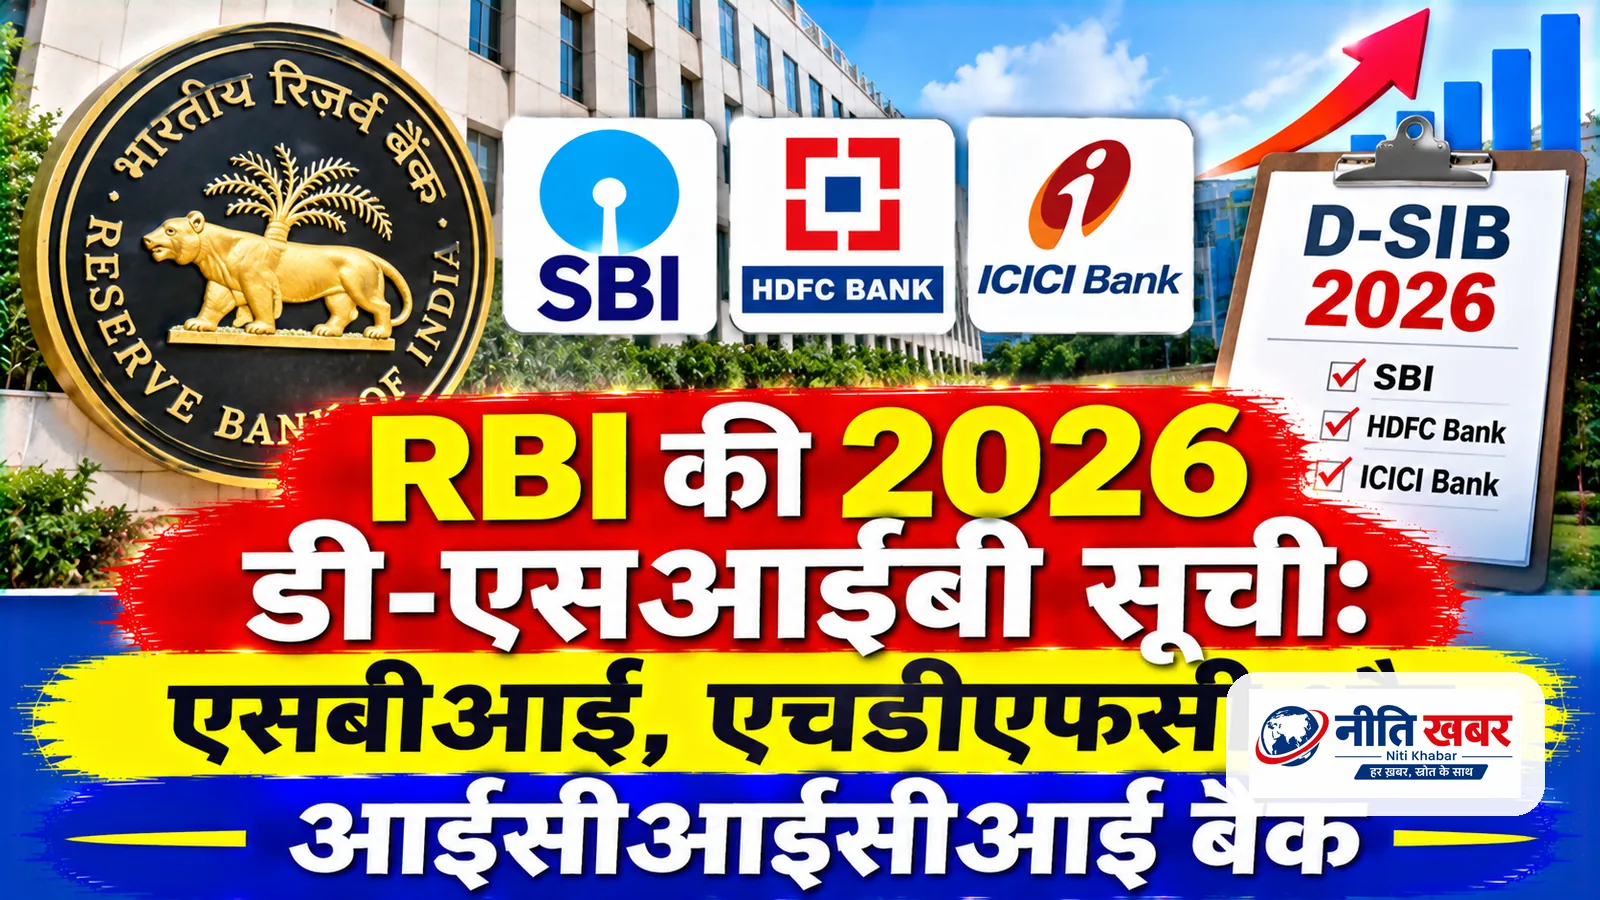 भारतीय रिज़र्व बैंक
RESERVE BANK OF INDIA
SBI
HDFC BANK
ICICI Bank
D-SIB
2026
SBI
HDFC Bank
ICICI Bank
RBI की 2026
डी-एसआईबी सूची:
एसबीआई, एचडीएफसी
आईसीआईसीआई बैंक
नीति खबर
Niti Khabar
हर ख़बर, स्रोत के साथ